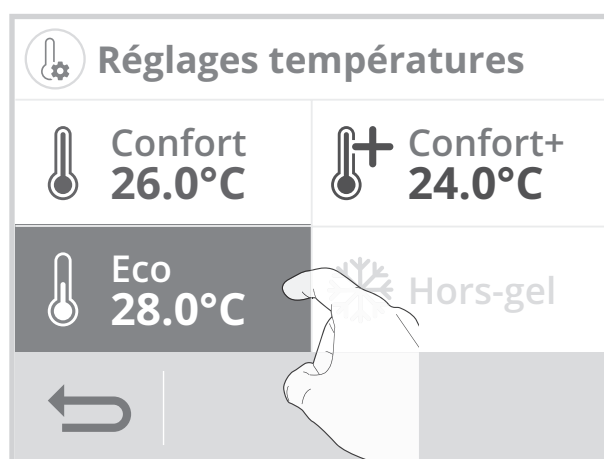 Réglages températures
Confort
26.0°C
Confort+
24.0°C
Eco
28.0°C
Hors-gel